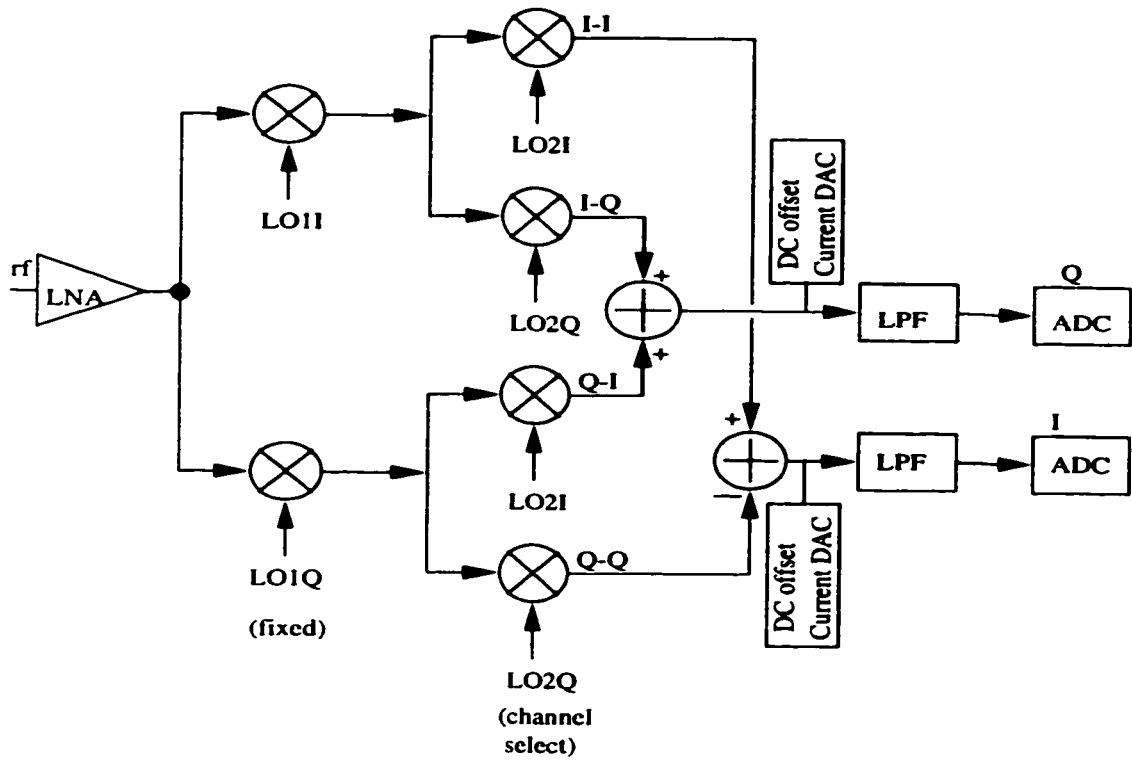 I-I
LO2I
LO1I
I-Q
DC offset
Current DAC
rf
LNA
LO2Q
+
+
LPF
Q
ADC
Q-I
LO2I
+
−
LPF
I
ADC
LO1Q
(fixed)
Q-Q
DC offset
Current DAC
LO2Q
(channel
select)